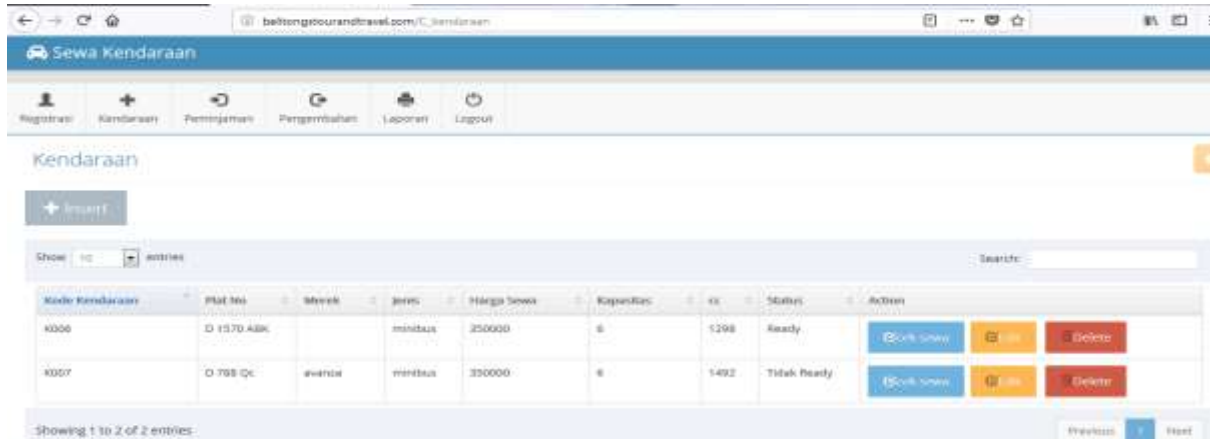 belitongistourandtravel.com/C_kendaraan
Sewa Kendaraan
Registrasi Kendaraan Peminjaman Pengembalian Laporan Logout
Kendaraan
Insert
Show 10 entries Search:
Kode Kendaraan Plat No Merek Jenis Harga Sewa Kapasitas cc Status Action
K006 D 1570 ABK minibus 350000 6 1298 Ready Delete
K007 D 788 Qc avanza minibus 350000 6 1492 Tidak Ready Delete
Showing 1 to 2 of 2 entries Previous 1 Next